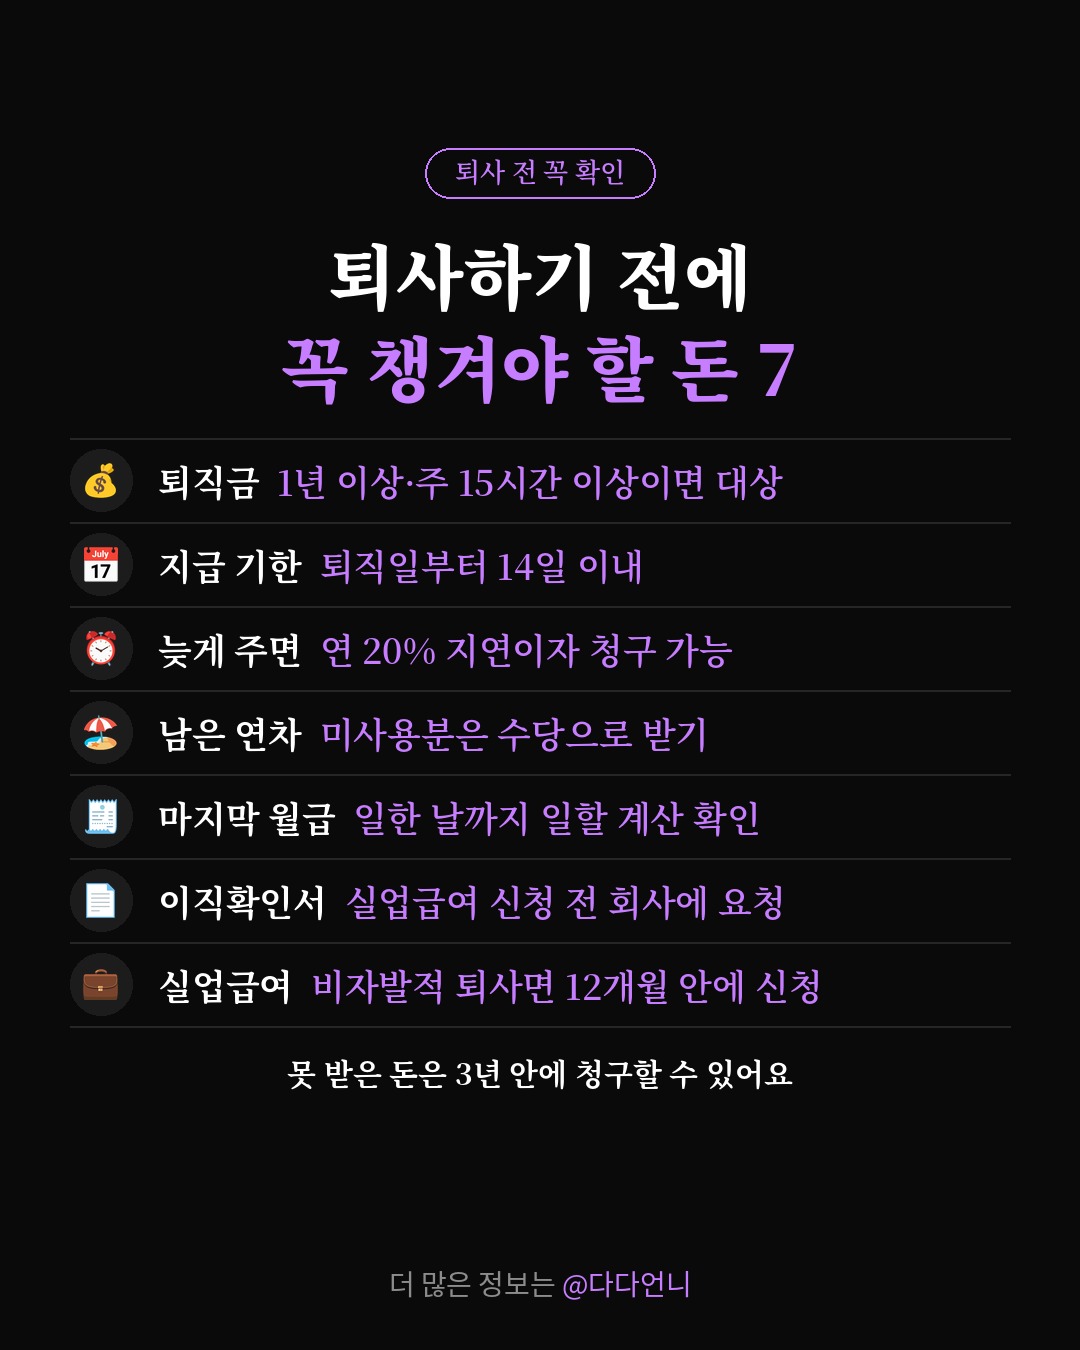 퇴사 전 꼭 확인
퇴사하기 전에
꼭 챙겨야 할 돈 7
퇴직금 1년 이상·주 15시간 이상이면 대상
July
17
지급 기한 퇴직일부터 14일 이내
늦게 주면 연 20% 지연이자 청구 가능
남은 연차 미사용분은 수당으로 받기
마지막 월급 일한 날까지 일할 계산 확인
이직확인서 실업급여 신청 전 회사에 요청
실업급여 비자발적 퇴사면 12개월 안에 신청
못 받은 돈은 3년 안에 청구할 수 있어요
더 많은 정보는 @다다언니